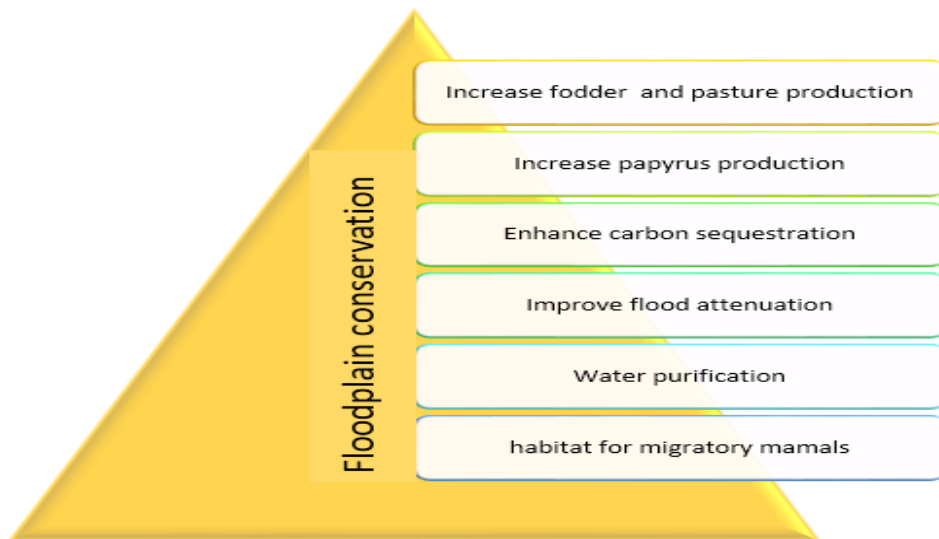 Increase fodder and pasture production
Increase papyrus production
Enhance carbon sequestration
Improve flood attenuation
Water purification
habitat for migratory mamals
Floodplain conservation